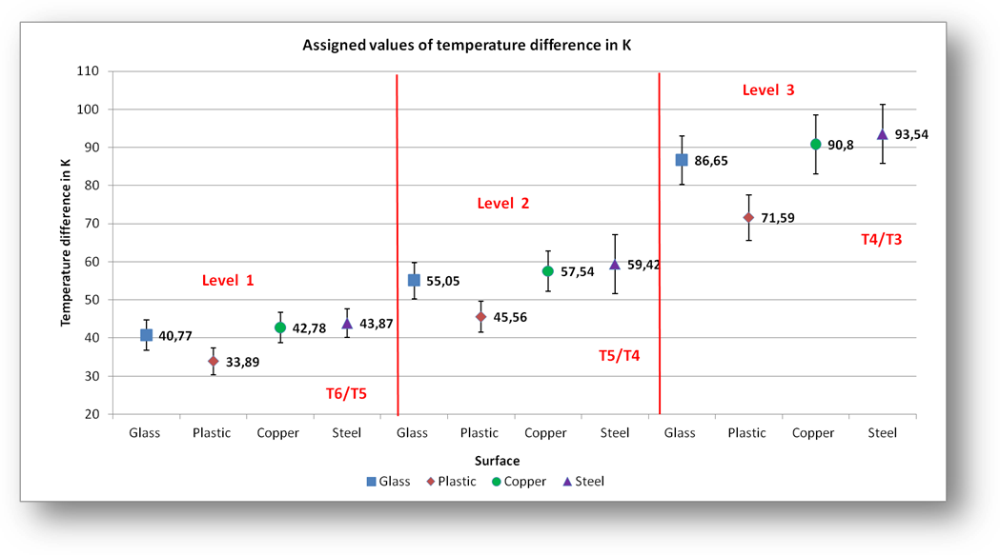 Assigned values of temperature difference in K
Temperature difference in K
110
100
90
80
70
60
50
40
30
20
Level 1
Level 2
Level 3
40,77
33,89
42,78
43,87
55,05
45,56
57,54
59,42
86,65
71,59
90,8
93,54
T6/T5
T5/T4
T4/T3
Glass Plastic Copper Steel Glass Plastic Copper Steel Glass Plastic Copper Steel
Surface
Glass Plastic Copper Steel